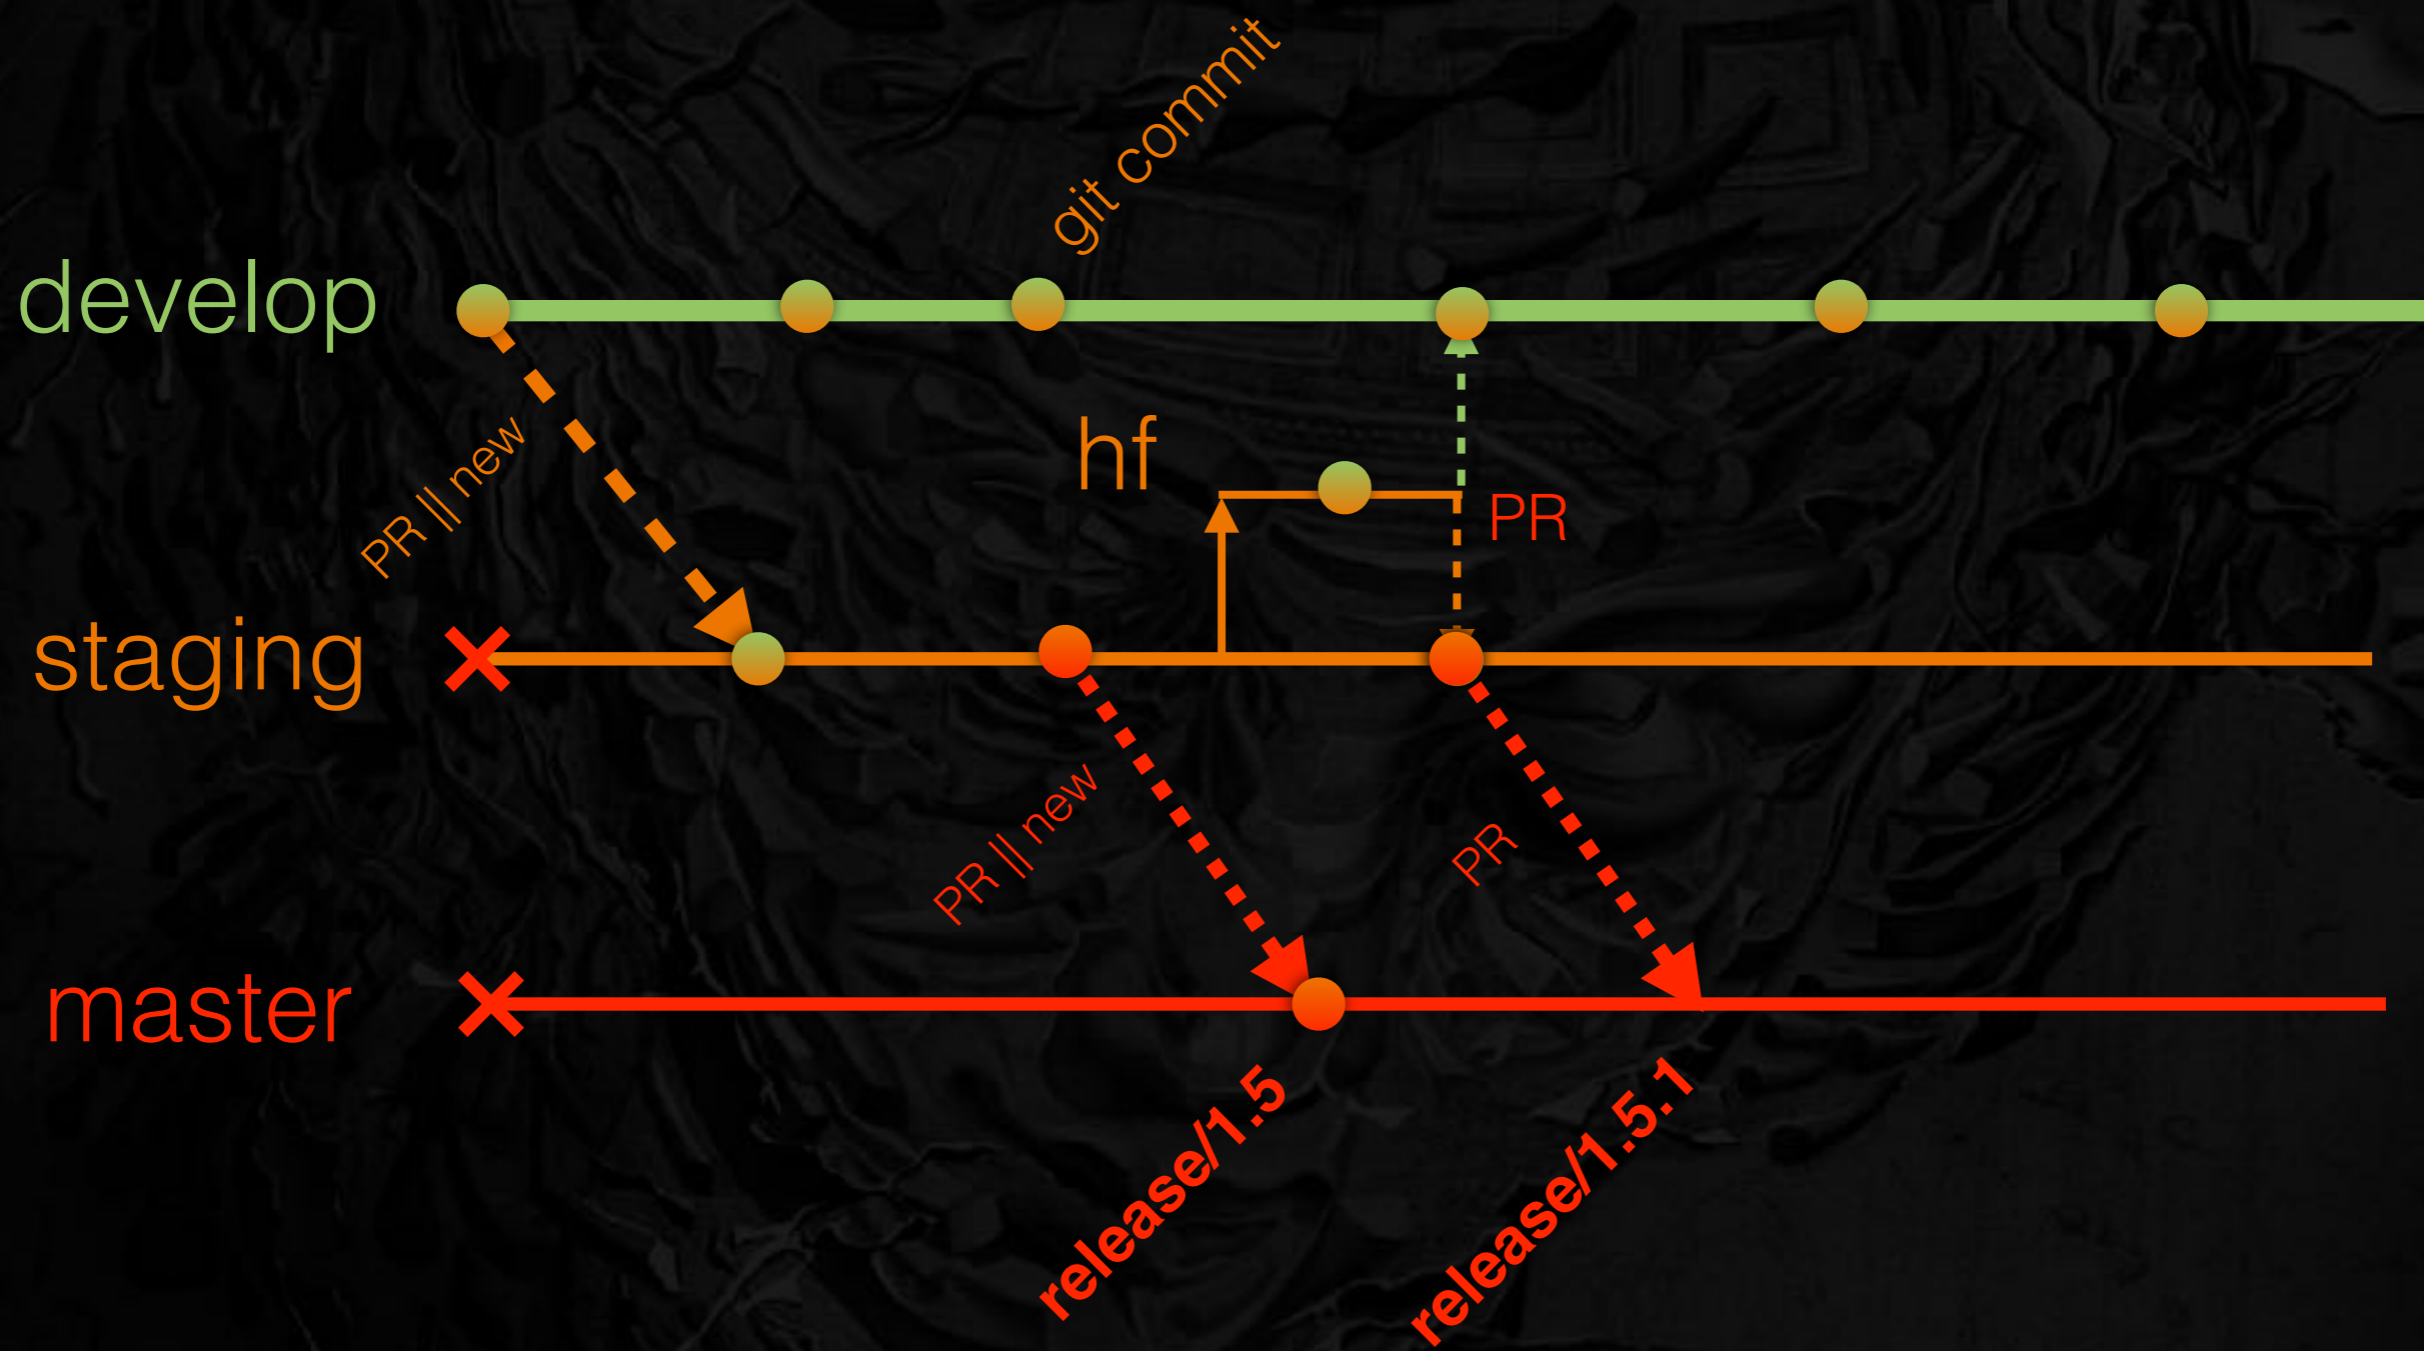 git commit
develop
hf
PR || new
PR
staging
PR || new
PR
master
release/1.5
release/1.5.1